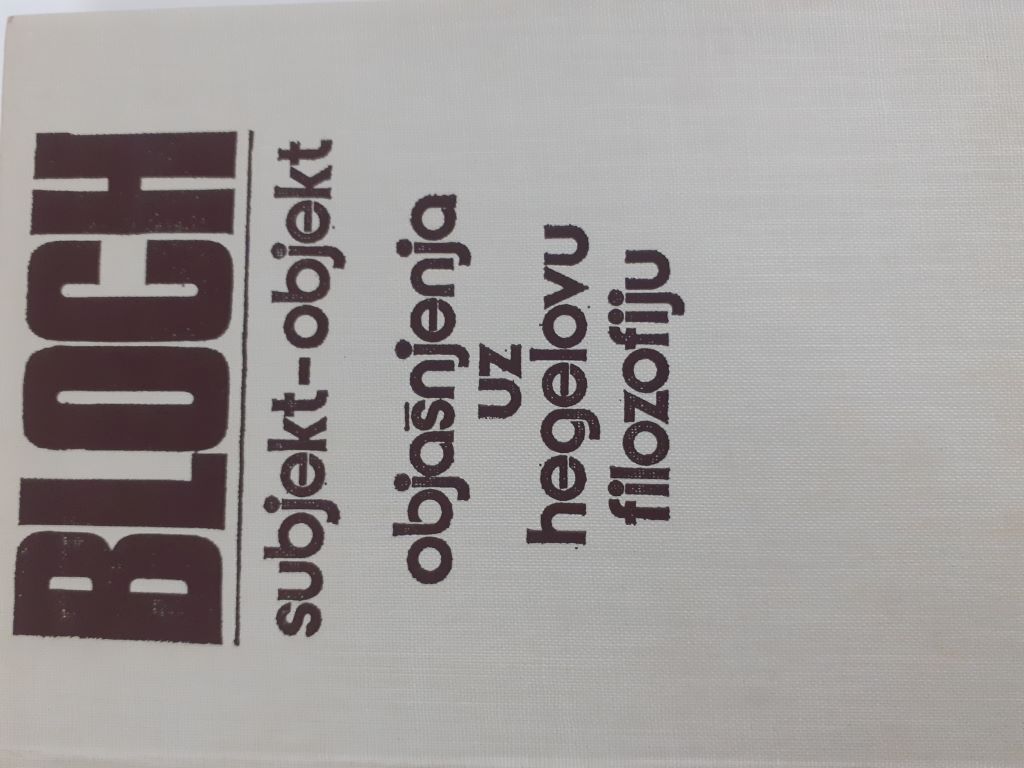 BLOCH
subjekt-objekt
objašnjenja
uz
hegelovu
filozofiju